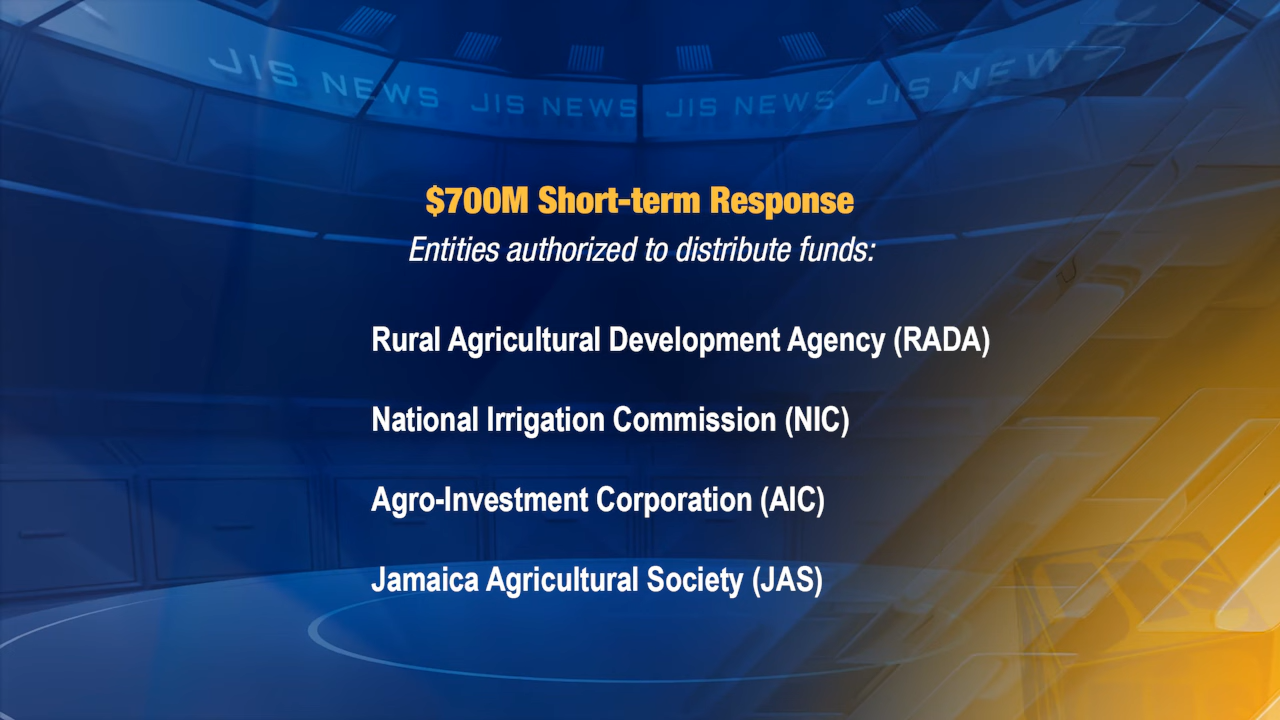 JIS NEWS JIS NEWS JIS NEWS JIS NEWS
$700M Short-term Response
Entities authorized to distribute funds:
Rural Agricultural Development Agency (RADA)
National Irrigation Commission (NIC)
Agro-Investment Corporation (AIC)
Jamaica Agricultural Society (JAS)
JIS